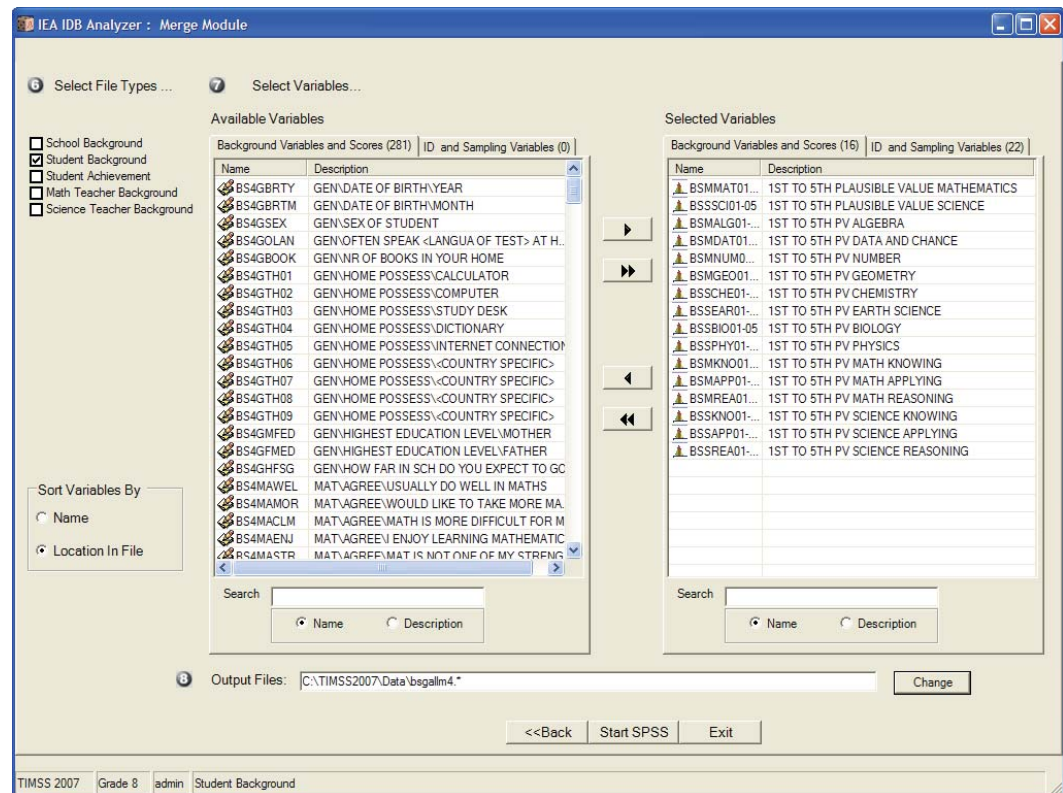 IEA IDB Analyzer : Merge Module
6 Select File Types ...
7 Select Variables...
School Background
Student Background
Student Achievement
Math Teacher Background
Science Teacher Background
Available Variables
Background Variables and Scores (281) ID and Sampling Variables (0)
Name Description
BS4GBRTY GEN\DATE OF BIRTH\YEAR
BS4GBRTM GEN\DATE OF BIRTH\MONTH
BS4GSEX GEN\SEX OF STUDENT
BS4GOLAN GEN\OFTEN SPEAK <LANGUA OF TEST> AT H..
BS4GBOOK GEN\NR OF BOOKS IN YOUR HOME
BS4GTH01 GEN\HOME POSSESS\CALCULATOR
BS4GTH02 GEN\HOME POSSESS\COMPUTER
BS4GTH03 GEN\HOME POSSESS\STUDY DESK
BS4GTH04 GEN\HOME POSSESS\DICTIONARY
BS4GTH05 GEN\HOME POSSESS\INTERNET CONNECTION
BS4GTH06 GEN\HOME POSSESS\<COUNTRY SPECIFIC>
BS4GTH07 GEN\HOME POSSESS\<COUNTRY SPECIFIC>
BS4GTH08 GEN\HOME POSSESS\<COUNTRY SPECIFIC>
BS4GTH09 GEN\HOME POSSESS\<COUNTRY SPECIFIC>
BS4GMFED GEN\HIGHEST EDUCATION LEVEL\MOTHER
BS4GFMED GEN\HIGHEST EDUCATION LEVEL\FATHER
BS4GHFSG GEN\HOW FAR IN SCH DO YOU EXPECT TO GO
BS4MAWEL MAT\AGREE\USUALLY DO WELL IN MATHS
BS4MAMOR MAT\AGREE\WOULD LIKE TO TAKE MORE MA..
BS4MACLM MAT\AGREE\MATH IS MORE DIFFICULT FOR M
BS4MAENJ MAT\AGREE\I ENJOY LEARNING MATHEMATIC
BS4MASTR MAT\AGREE\MAT IS NOT ONE OF MY STRENG
Search
Name Description
Selected Variables
Background Variables and Scores (16) ID and Sampling Variables (22)
Name Description
BSMMAT01... 1ST TO 5TH PLAUSIBLE VALUE MATHEMATICS
BSSSCI01-05 1ST TO 5TH PLAUSIBLE VALUE SCIENCE
BSMALG01-... 1ST TO 5TH PV ALGEBRA
BSMDAT01... 1ST TO 5TH PV DATA AND CHANCE
BSMNUM0... 1ST TO 5TH PV NUMBER
BSMGEO01... 1ST TO 5TH PV GEOMETRY
BSSCHE01-... 1ST TO 5TH PV CHEMISTRY
BSSEAR01-... 1ST TO 5TH PV EARTH SCIENCE
BSSBIO01-05 1ST TO 5TH PV BIOLOGY
BSSPHY01-... 1ST TO 5TH PV PHYSICS
BSMKNO01... 1ST TO 5TH PV MATH KNOWING
BSMAPP01-... 1ST TO 5TH PV MATH APPLYING
BSMREA01... 1ST TO 5TH PV MATH REASONING
BSSKNO01-... 1ST TO 5TH PV SCIENCE KNOWING
BSSAPP01-... 1ST TO 5TH PV SCIENCE APPLYING
BSSREA01-... 1ST TO 5TH PV SCIENCE REASONING
Search
Name Description
Sort Variables By
Name
Location In File
8 Output Files: C:\TIMSS2007\Data\bsgallm4.* Change
<<Back Start SPSS Exit
TIMSS 2007 Grade 8 admin Student Background